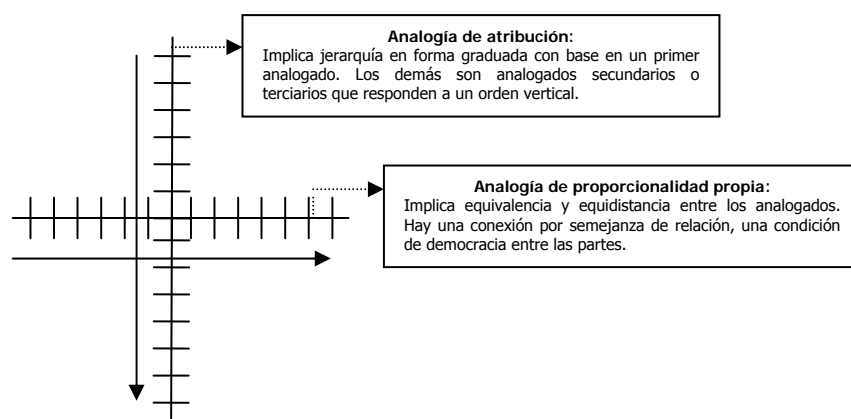 Analogía de atribución:
Implica jerarquía en forma graduada con base en un primer
analogado. Los demás son analogados secundarios o
terciarios que responden a un orden vertical.
Analogía de proporcionalidad propia:
Implica equivalencia y equidistancia entre los analogados.
Hay una conexión por semejanza de relación, una condición
de democracia entre las partes.